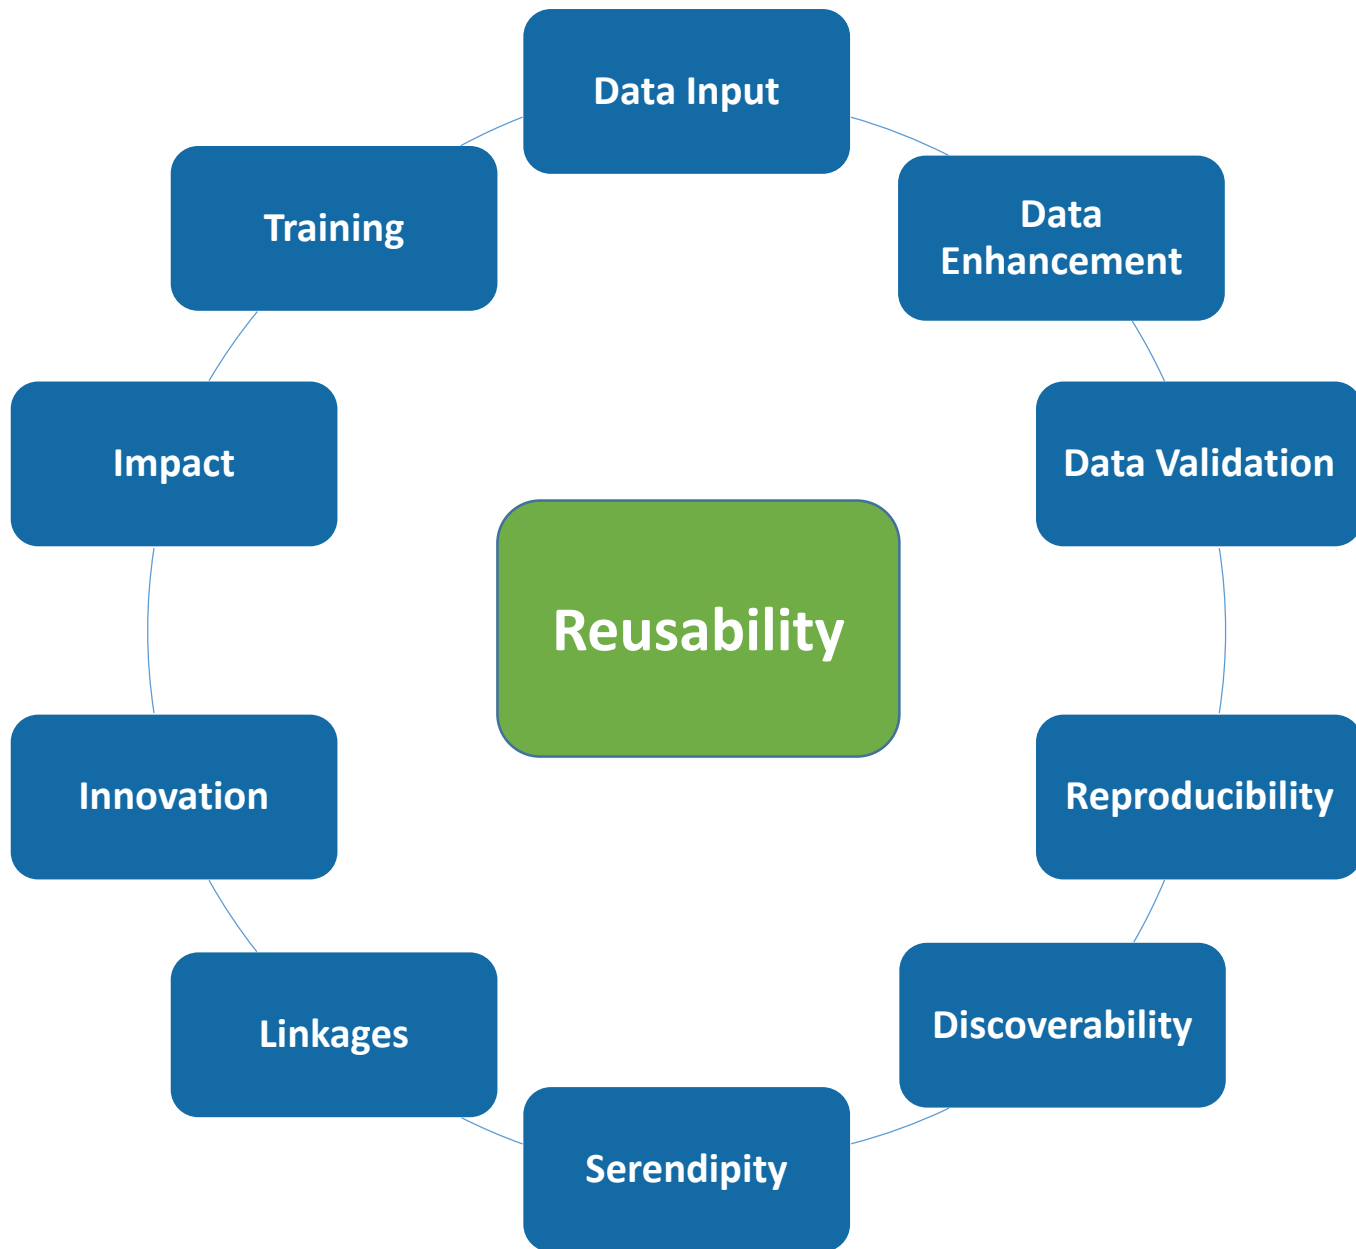 Data Input
Training
Data
Enhancement
Impact
Data Validation
Reusability
Innovation
Reproducibility
Linkages
Discoverability
Serendipity